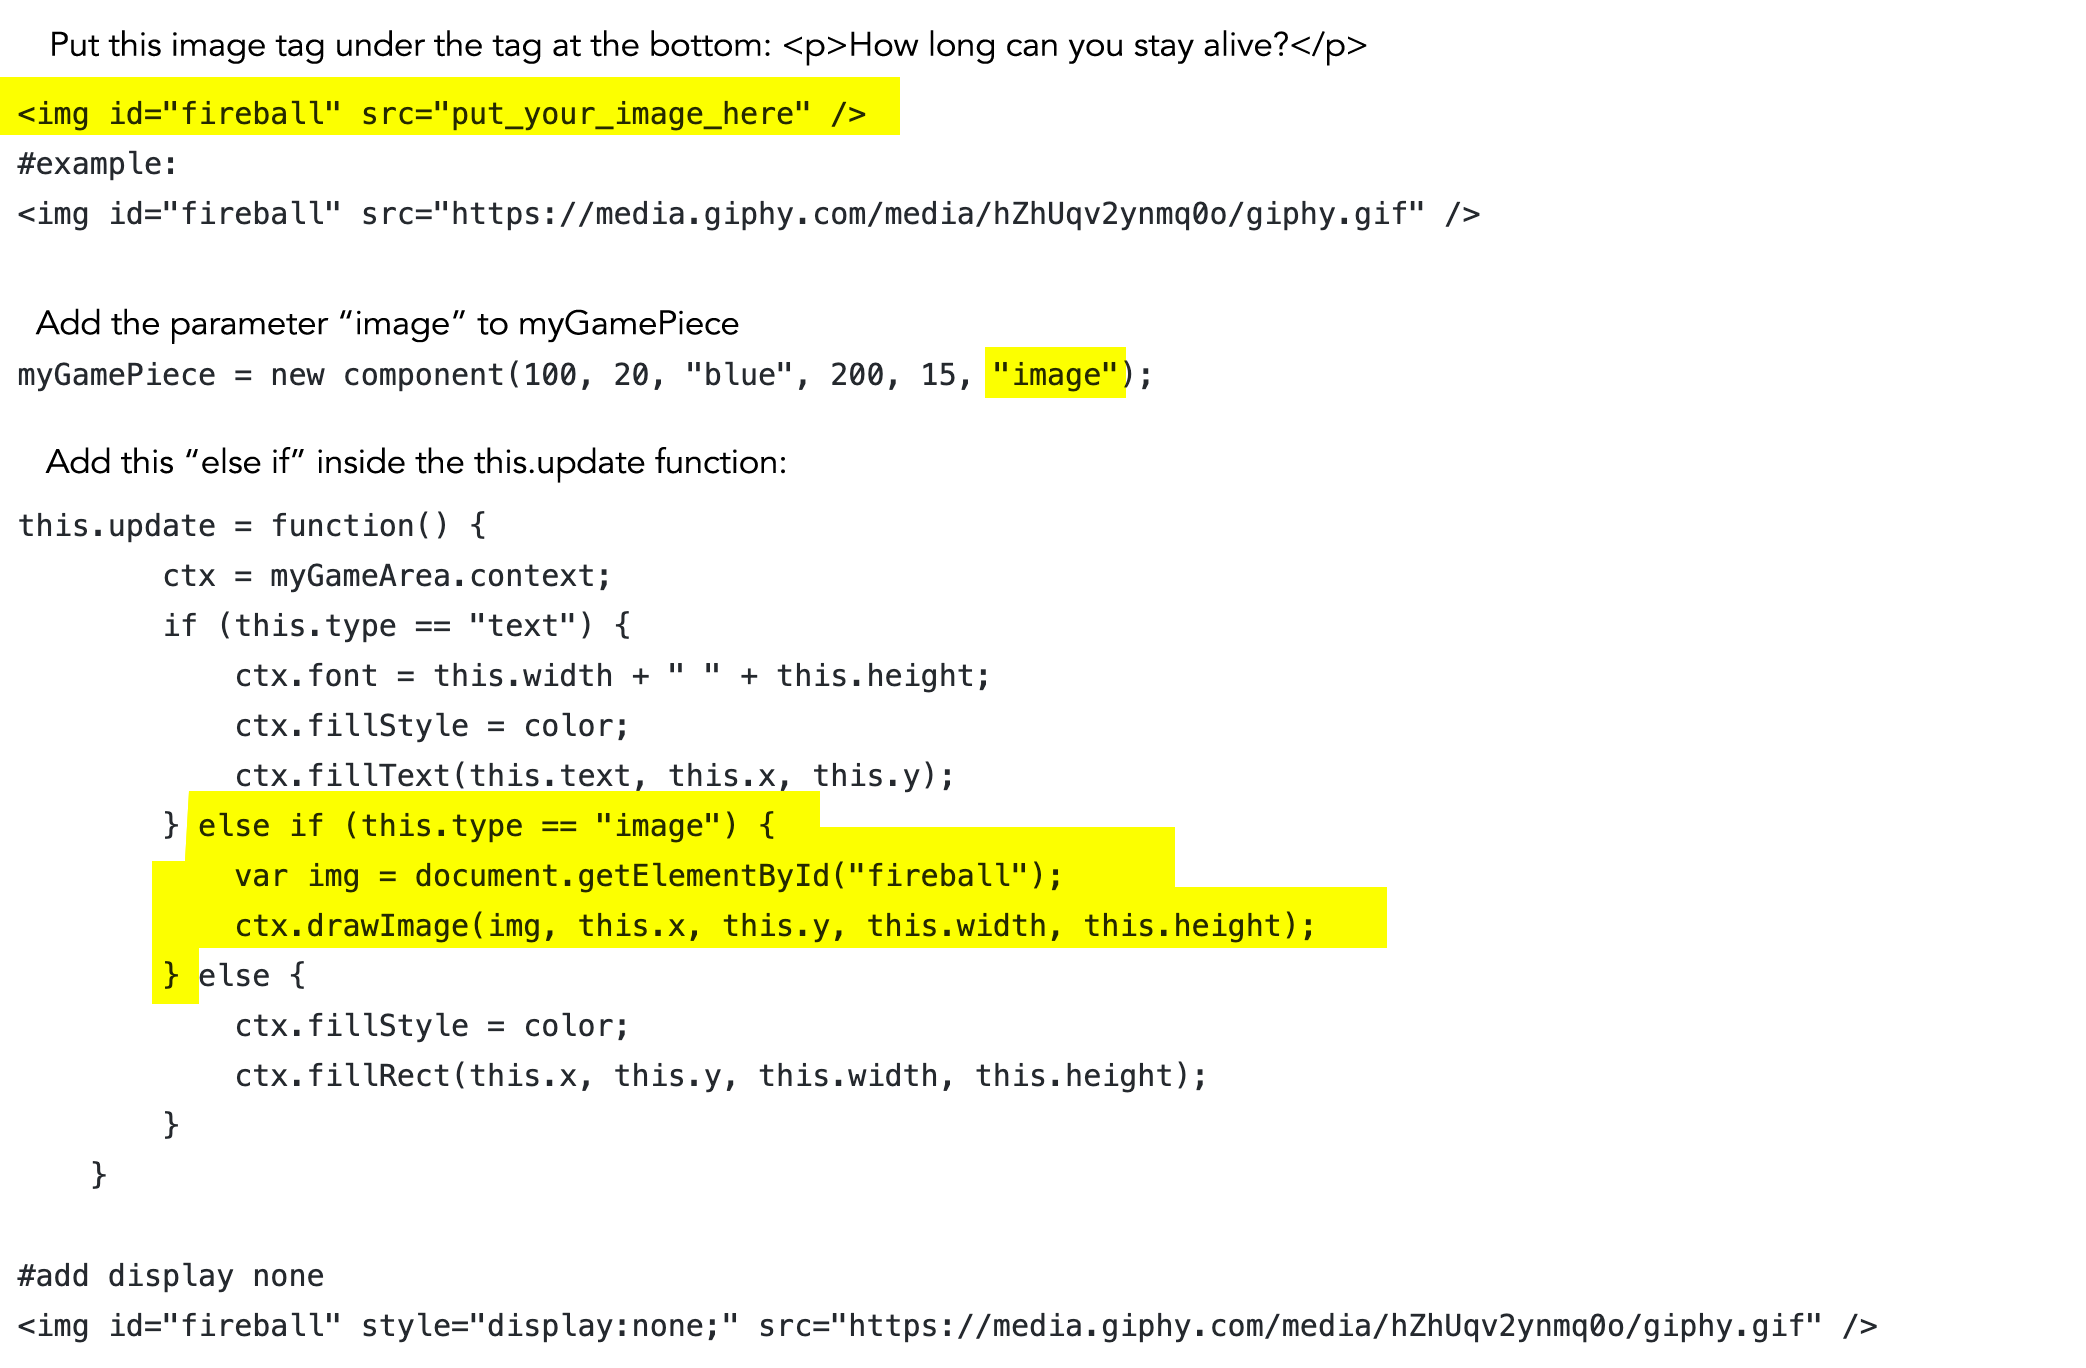 Put this image tag under the tag at the bottom: <p>How long can you stay alive?</p>
<img id="fireball" src="put_your_image_here" />
#example:
<img id="fireball" src="https://media.giphy.com/media/hZhUqv2ynmq0o/giphy.gif" />
Add the parameter “image” to myGamePiece
myGamePiece = new component(100, 20, "blue", 200, 15, "image");
Add this “else if” inside the this.update function:
this.update = function() {
        ctx = myGameArea.context;
        if (this.type == "text") {
            ctx.font = this.width + " " + this.height;
            ctx.fillStyle = color;
            ctx.fillText(this.text, this.x, this.y);
        } else if (this.type == "image") {
            var img = document.getElementById("fireball");
            ctx.drawImage(img, this.x, this.y, this.width, this.height);
        } else {
            ctx.fillStyle = color;
            ctx.fillRect(this.x, this.y, this.width, this.height);
        }
    }
#add display none
<img id="fireball" style="display:none;" src="https://media.giphy.com/media/hZhUqv2ynmq0o/giphy.gif" />